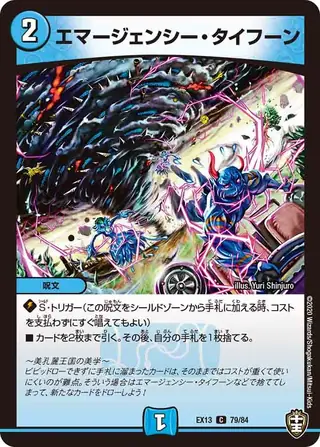 2
エマージェンシー・タイフーン
illus. Yuri Shinjuro
呪文
S・トリガー(この呪文をシールドゾーンから手札に加える時、コスト
を支払わずにすぐ唱えてもよい)
■カードを2枚まで引く。その後、自分の手札を1枚捨てる。
~美孔麗王国の美学~
ビビッドローできずに手札に溜まったカードは、そのままではコストが重くて使
いにくいのが難点。そういう場合はエマージェンシー・タイフーンなどで捨ててし
まって、新たなカードをドローしよう!
1
EX13 C 79/84
©2020 Wizards/Shogakukan/Mitsui-Kids